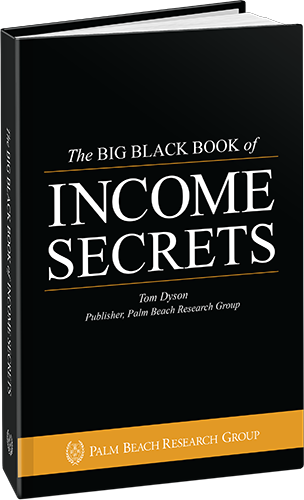 The BIG BLACK BOOK of
INCOME
SECRETS
Tom Dyson
Publisher, Palm Beach Research Group
PALM BEACH RESEARCH GROUP
The BIG BLACK BOOK of INCOME SECRETS